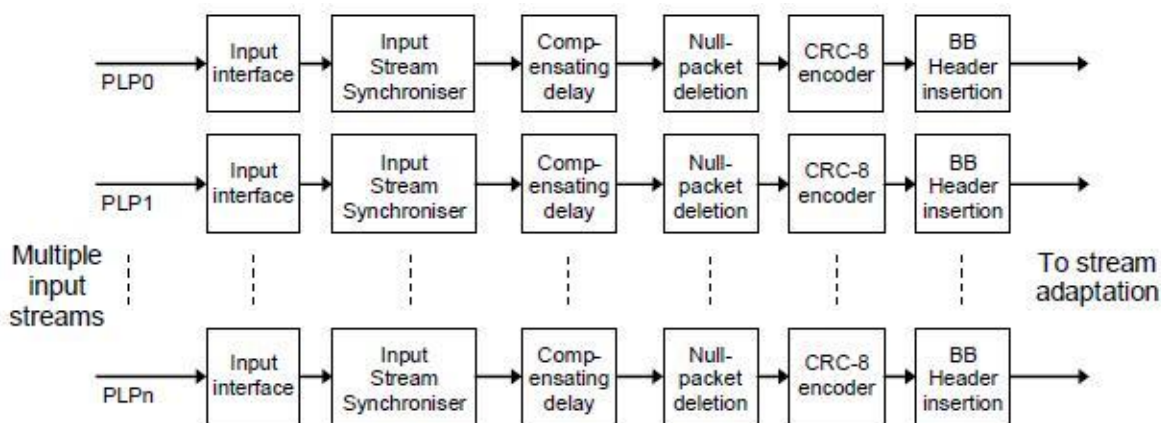 PLP0
Input
interface
Input
Stream
Synchroniser
Comp-
ensating
delay
Null-
packet
deletion
CRC-8
encoder
BB
Header
insertion
PLP1
Input
interface
Input
Stream
Synchroniser
Comp-
ensating
delay
Null-
packet
deletion
CRC-8
encoder
BB
Header
insertion
Multiple
input
streams
To stream
adaptation
PLPn
Input
interface
Input
Stream
Synchroniser
Comp-
ensating
delay
Null-
packet
deletion
CRC-8
encoder
BB
Header
insertion